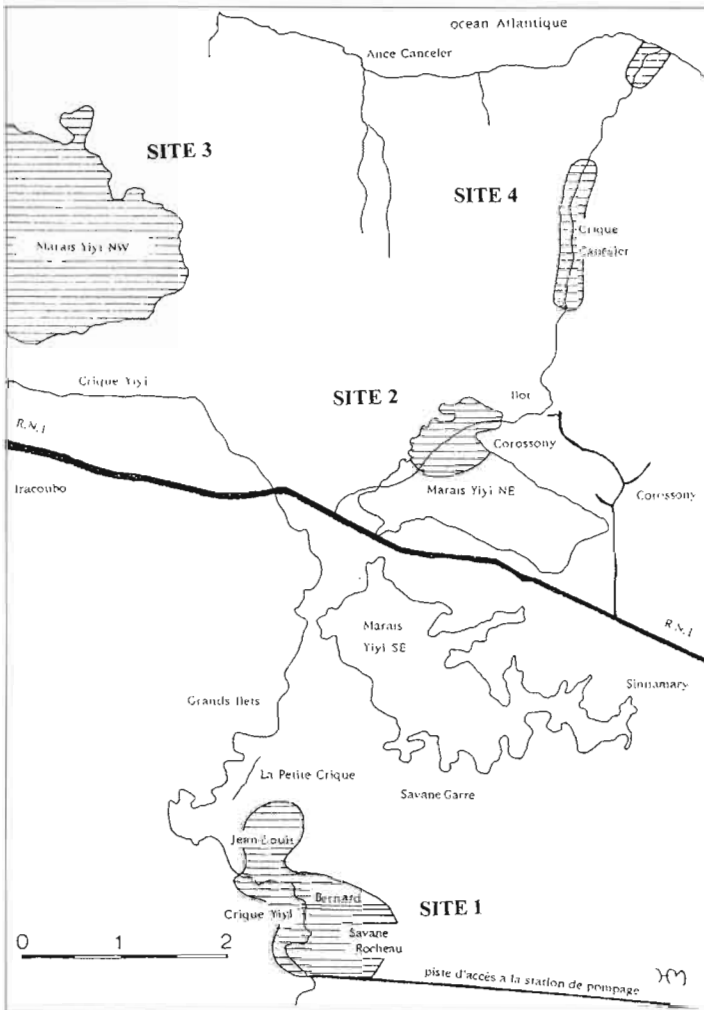 océan Atlantique
Ance Canceler
SITE 3
SITE 4
Marais Yiyi NW
Crique
Canceler
Crique Yiyi
SITE 2
Ilot
R.N.1
Corossony
Iracoubo
Marais Yiyi NE
Corossony
Marais
Yiyi SE
R.N.1
Sinnamary
Grands Ilets
La Petite Crique
Savane Garre
Jean-Louis
Bernard
Crique Yiyi
SITE 1
Savane
Rocheau
0 1 2
piste d'accès a la station de pompage